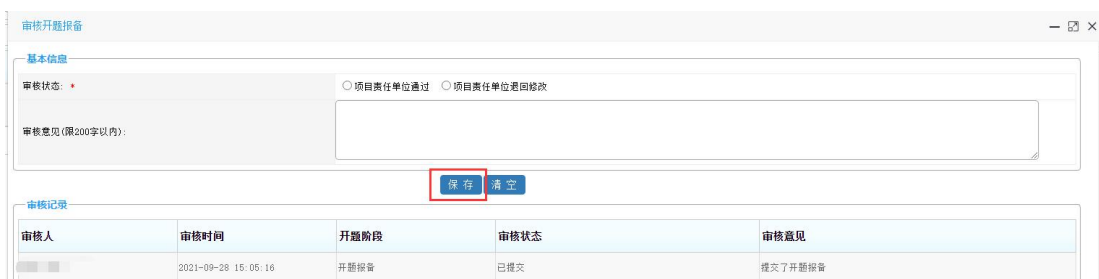 审核开题报备
基本信息
审核状态: * 项目责任单位通过 项目责任单位退回修改
审核意见(限200字以内):
保 存 清 空
审核记录
审核人 审核时间 开题阶段 审核状态 审核意见
2021-09-28 15:05:16 开题报备 已提交 提交了开题报备